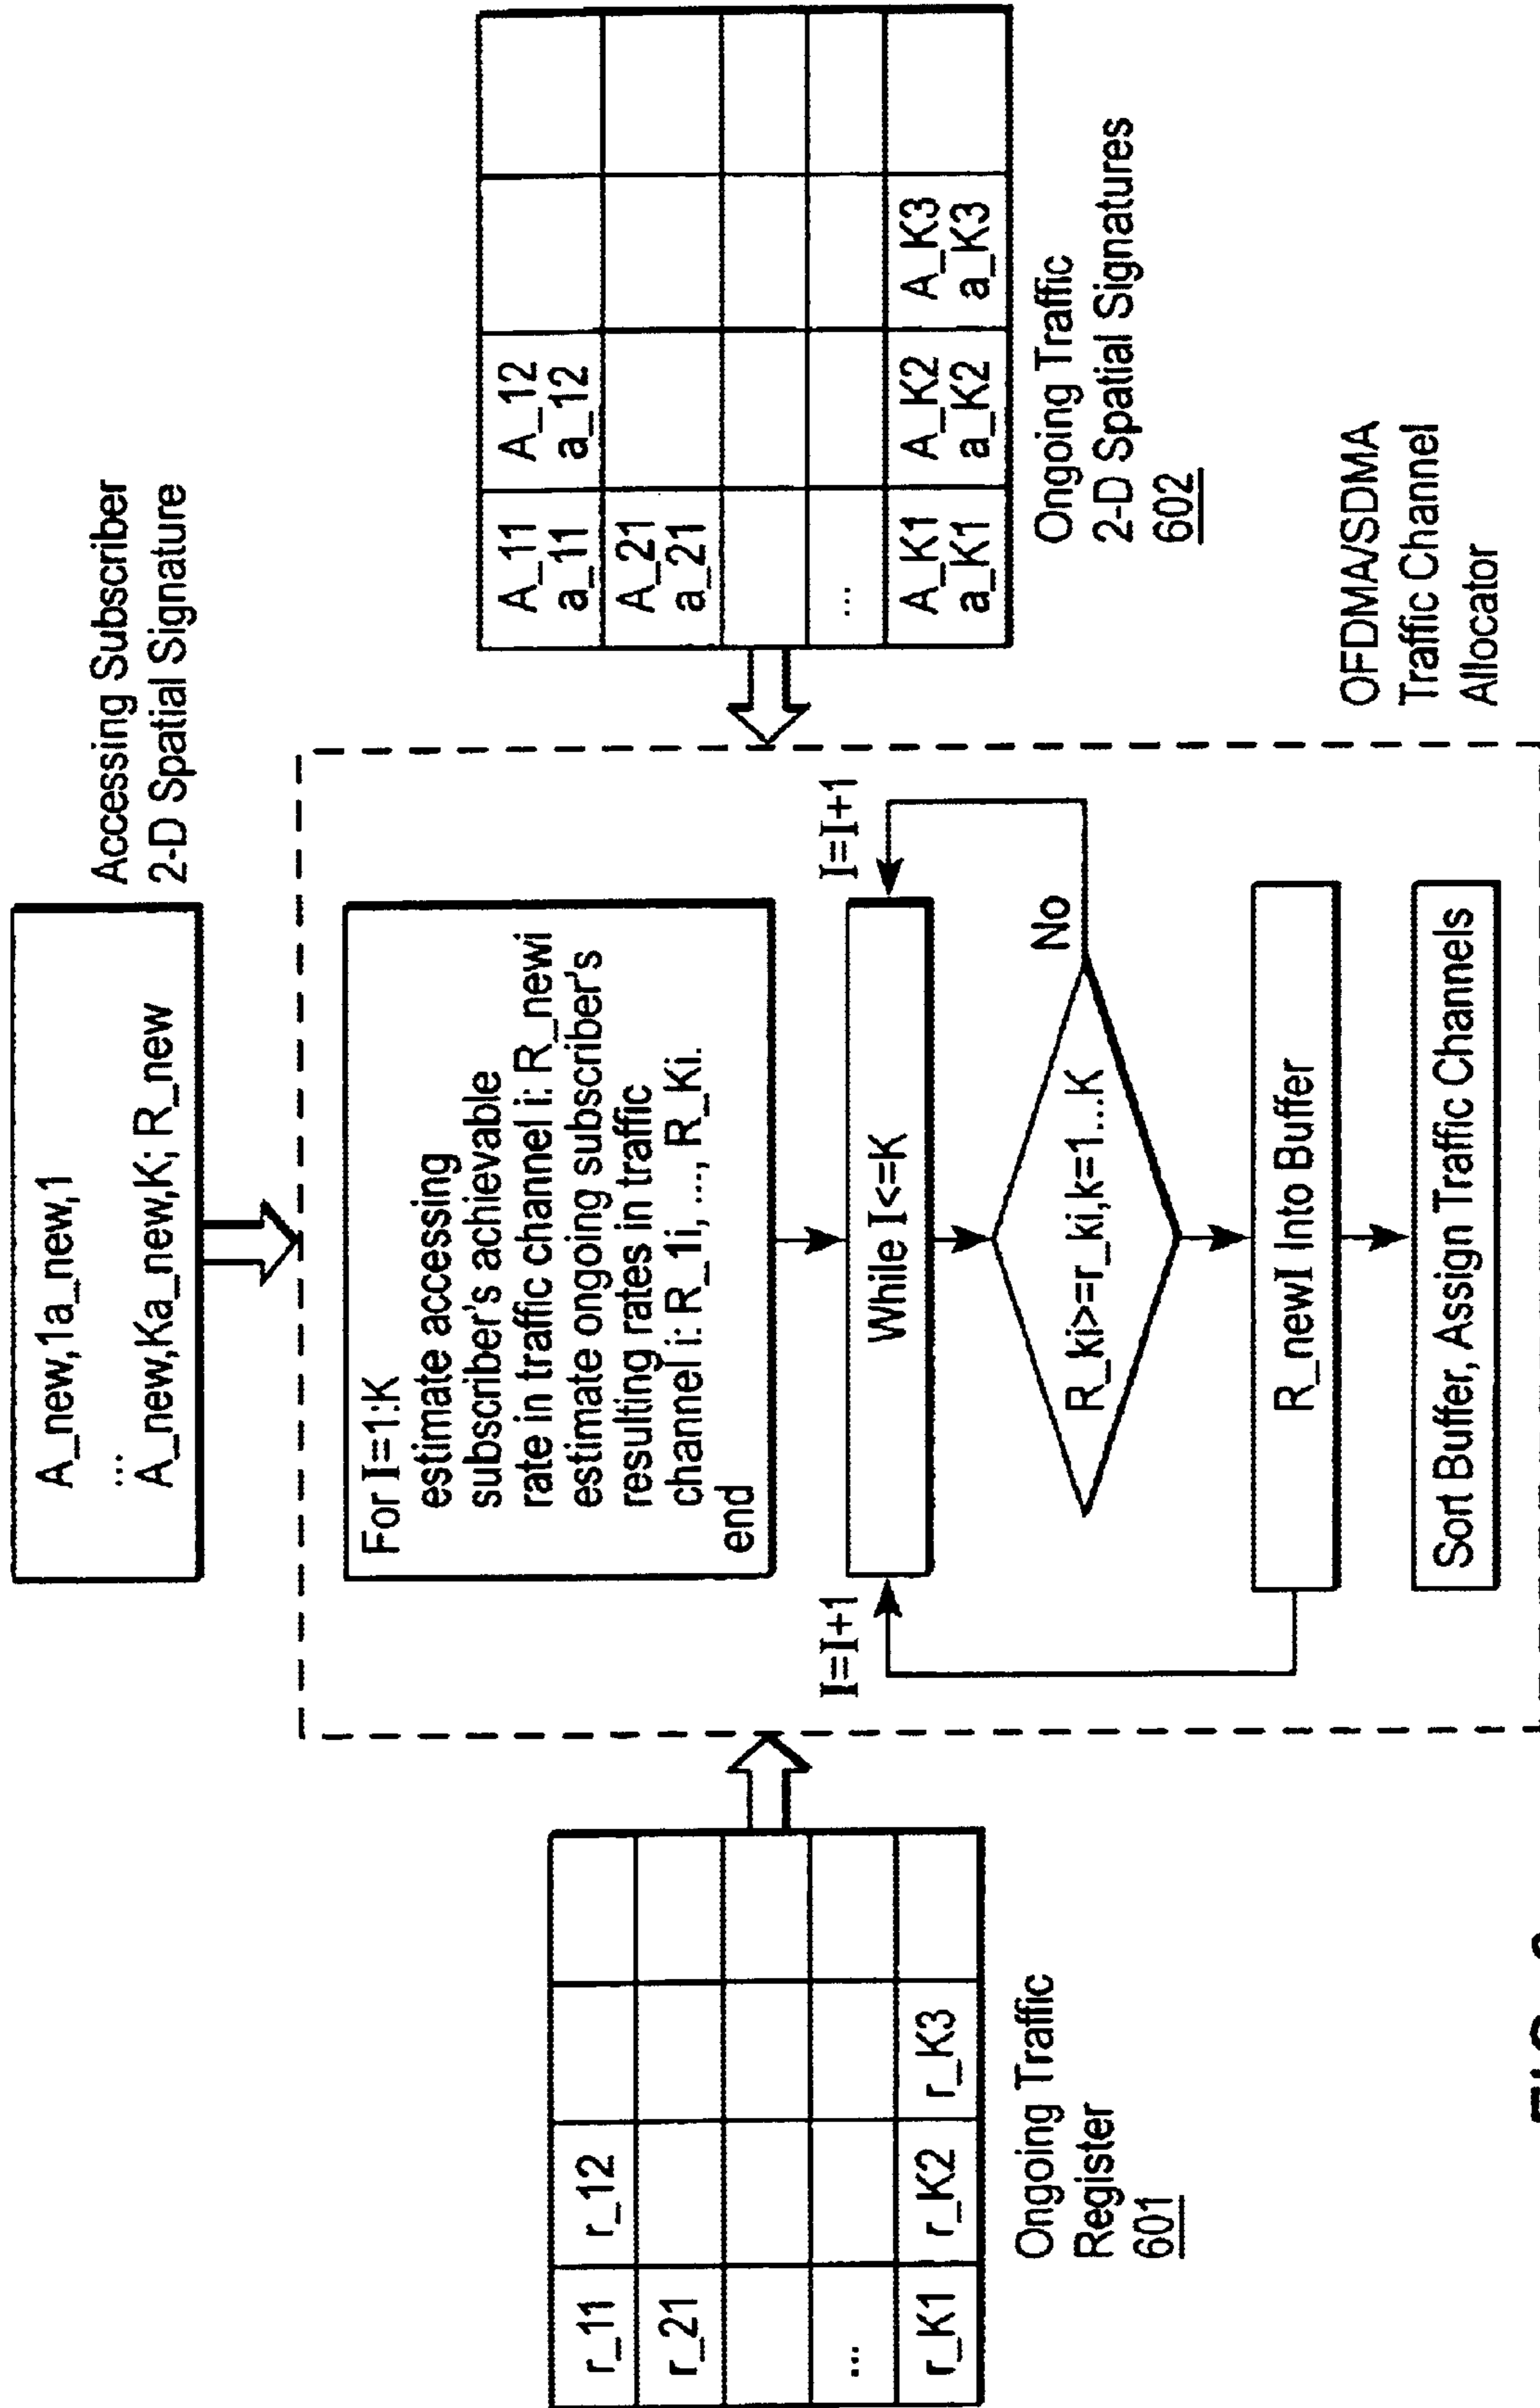 Accessing Subscriber
2-D Spatial Signature
A_new,1a_new,1
...
A_new,Ka_new,K; R_new
For I=1:K
estimate accessing
subscriber's achievable
rate in traffic channel i: R_newi
estimate ongoing subscriber's
resulting rates in traffic
channel i: R_1i, ..., R_Ki.
end
I=I+1
While I<=K
I=I+1
R_ki>=r_ki,k=1...K
No
R_newI Into Buffer
Sort Buffer, Assign Traffic Channels
r_11 r_12
r_21
...
r_K1 r_K2 r_K3
Ongoing Traffic
Register
601
A_11 A_12
a_11 a_12
A_21
a_21
...
A_K1 A_K2 A_K3
a_K1 a_K2 a_K3
Ongoing Traffic
2-D Spatial Signatures
602
OFDMA/SDMA
Traffic Channel
Allocator